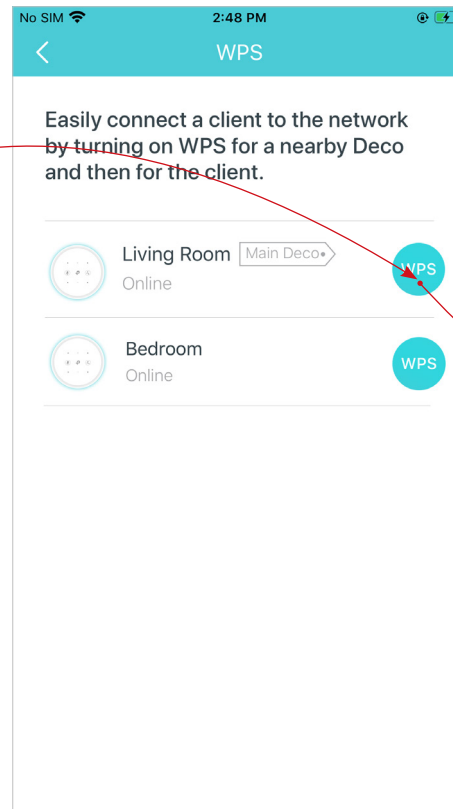 No SIM 2:48 PM
WPS
Easily connect a client to the network
by turning on WPS for a nearby Deco
and then for the client.
Living Room Main Deco
Online
WPS
Bedroom
Online
WPS